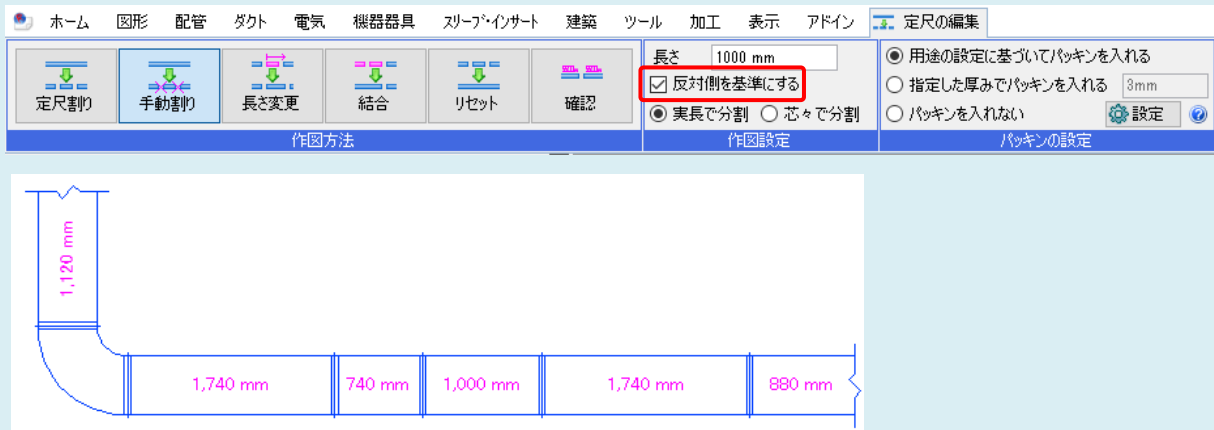 ホーム 図形 配管 ダクト 電気 機器器具 スリーブ・インサート 建築 ツール 加工 表示 アドイン 定尺の編集
長さ 1000 mm
反対側を基準にする
実長で分割 芯々で分割
用途の設定に基づいてパッキンを入れる
指定した厚みでパッキンを入れる 3mm
パッキンを入れない 設定
定尺割り 手動割り 長さ変更 結合 リセット 確認
作図方法 作図設定 パッキンの設定
1,120 mm
1,740 mm 740 mm 1,000 mm 1,740 mm 880 mm